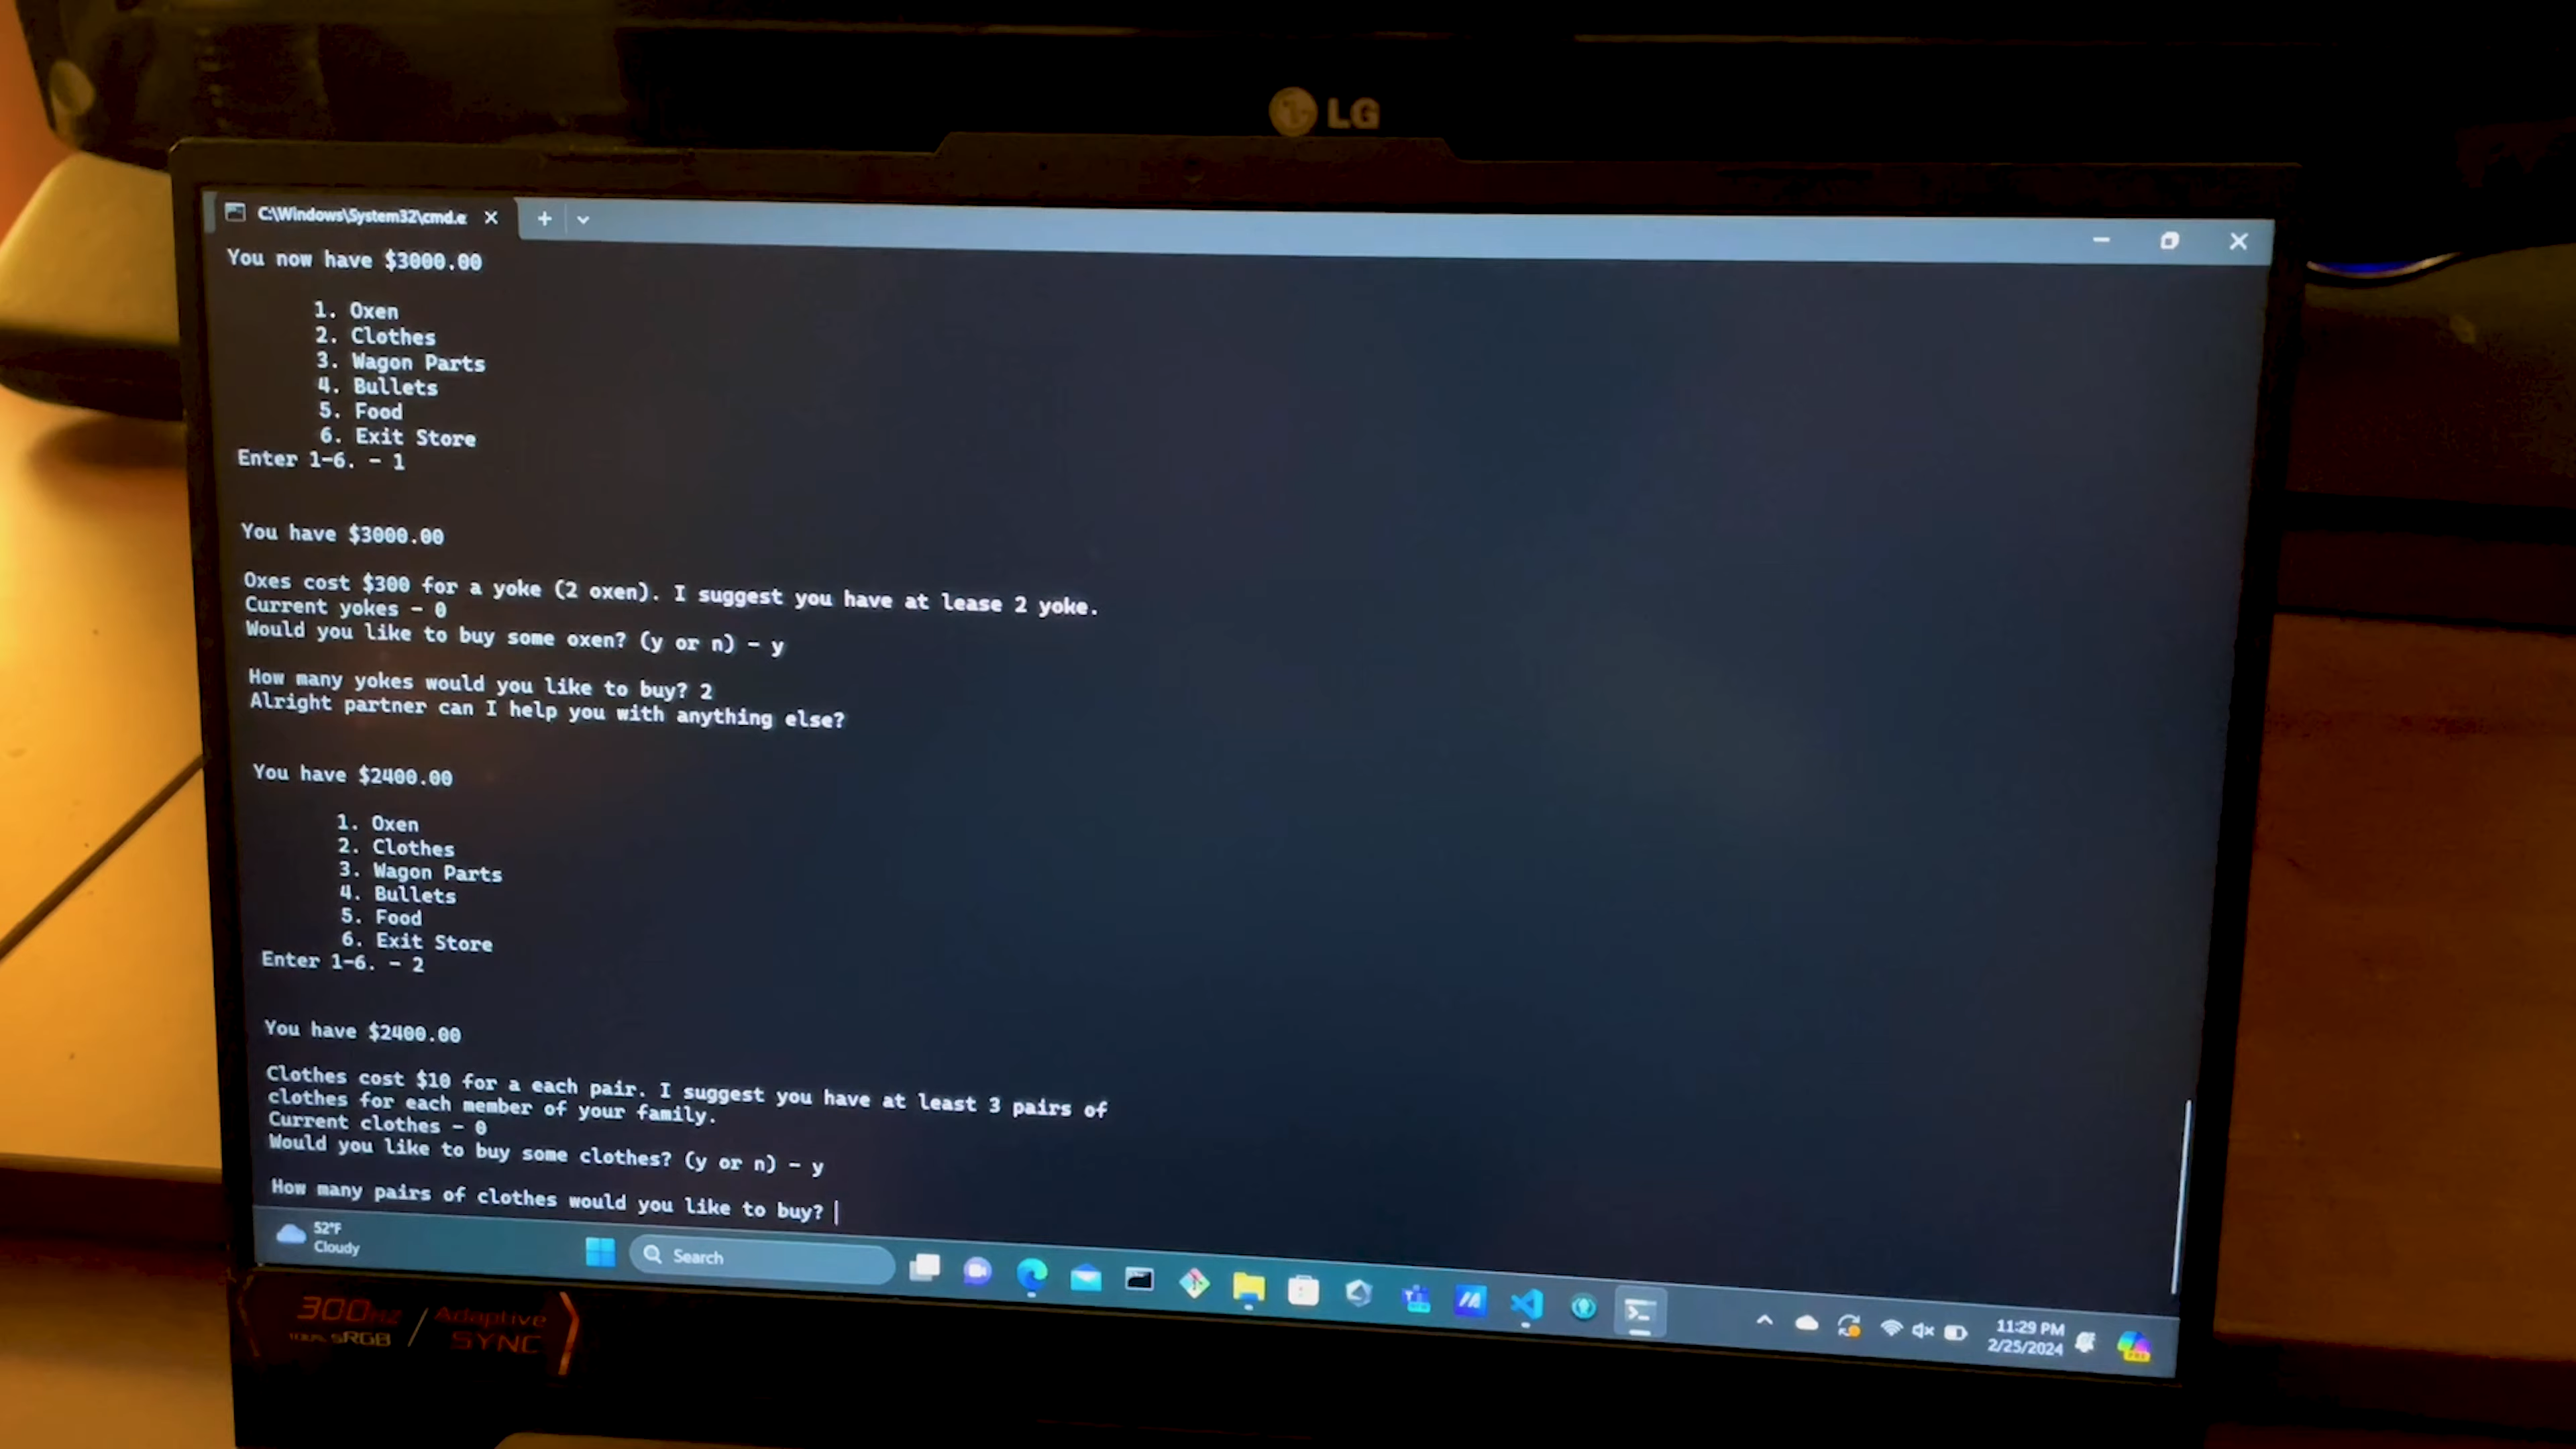 LG
C:\Windows\System32\cmd.e
You now have $3000.00
1. Oxen
2. Clothes
3. Wagon Parts
4. Bullets
5. Food
6. Exit Store
Enter 1-6. - 1
You have $3000.00
Oxes cost $300 for a yoke (2 oxen). I suggest you have at lease 2 yoke.
Current yokes - 0
Would you like to buy some oxen? (y or n) - y
How many yokes would you like to buy? 2
Alright partner can I help you with anything else?
You have $2400.00
1. Oxen
2. Clothes
3. Wagon Parts
4. Bullets
5. Food
6. Exit Store
Enter 1-6. - 2
You have $2400.00
Clothes cost $10 for a each pair. I suggest you have at least 3 pairs of
clothes for each member of your family.
Current clothes - 0
Would you like to buy some clothes? (y or n) - y
How many pairs of clothes would you like to buy?
52°F
Cloudy
Search
11:29 PM
2/25/2024
PRE
300Hz / Adaptive
100% sRGB SYNC